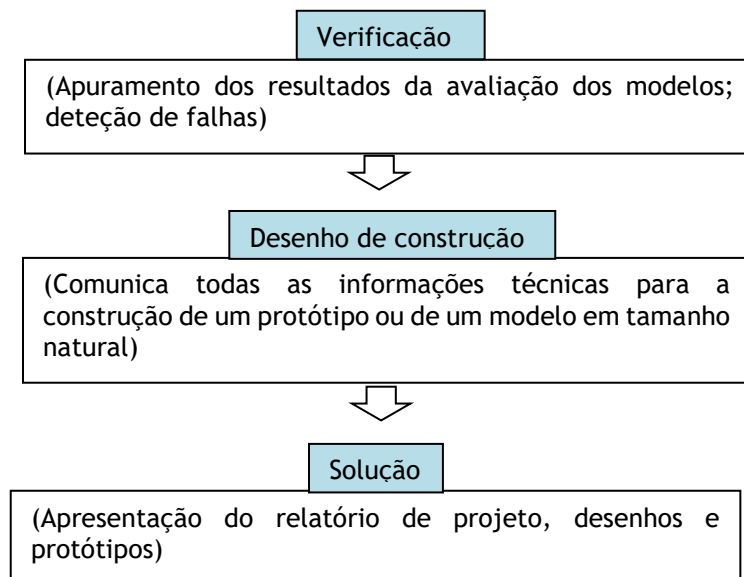 Verificação
(Apuramento dos resultados da avaliação dos modelos;
deteção de falhas)
Desenho de construção
(Comunica todas as informações técnicas para a
construção de um protótipo ou de um modelo em tamanho
natural)
Solução
(Apresentação do relatório de projeto, desenhos e
protótipos)